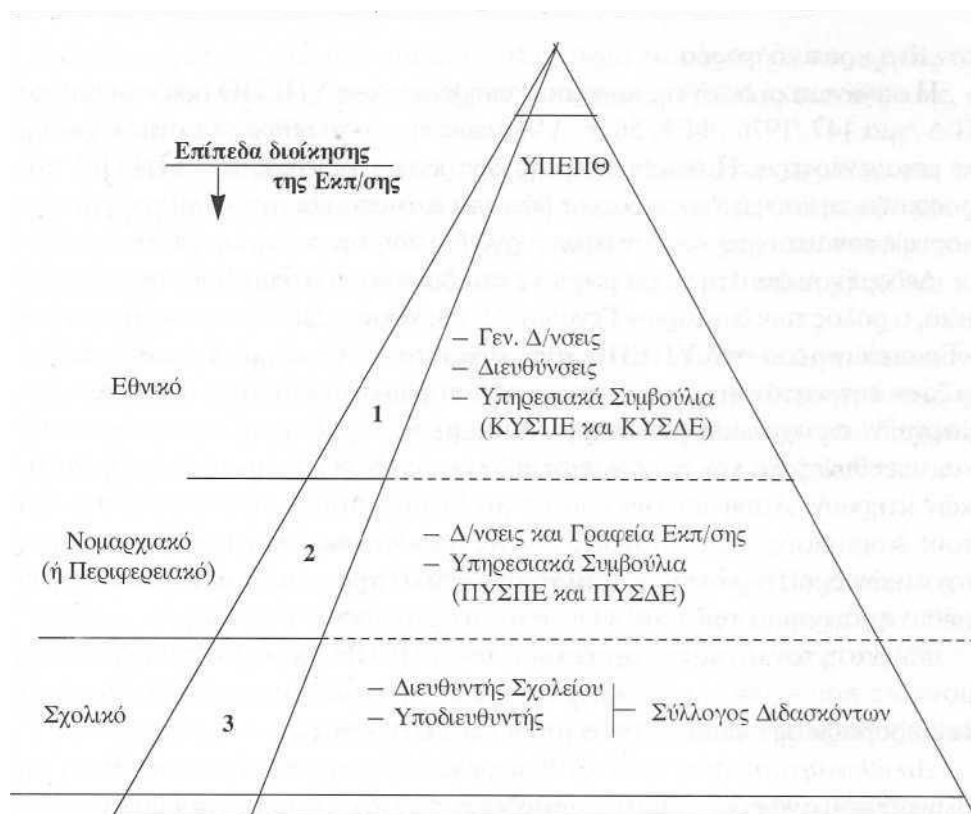 Επίπεδα διοίκησης
της Εκπ/σης
ΥΠΕΠΘ
Εθνικό
1
– Γεν. Δ/νσεις
– Διευθύνσεις
– Υπηρεσιακά Συμβούλια
(ΚΥΣΠΕ και ΚΥΣΔΕ)
Νομαρχιακό
(ή Περιφερειακό)
2
– Δ/νσεις και Γραφεία Εκπ/σης
– Υπηρεσιακά Συμβούλια
(ΠΥΣΠΕ και ΠΥΣΔΕ)
Σχολικό
3
– Διευθυντής Σχολείου
– Υποδιευθυντής
Σύλλογος Διδασκόντων